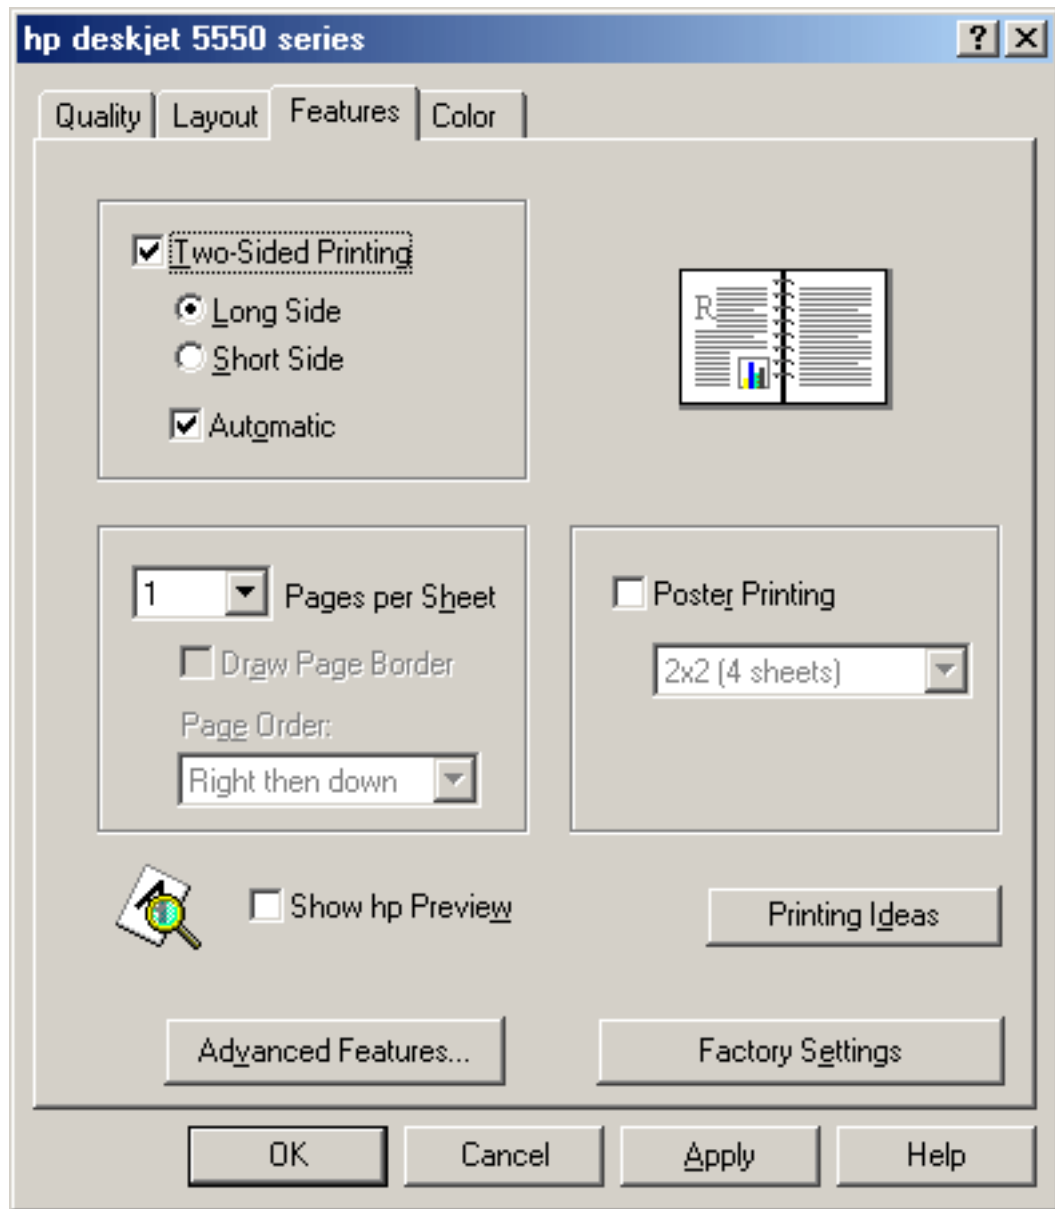 hp deskjet 5550 series
Quality Layout Features Color
Two-Sided Printing
Long Side
Short Side
Automatic
R
1 Pages per Sheet
Draw Page Border
Page Order:
Right then down
Poster Printing
2x2 (4 sheets)
Show hp Preview
Printing Ideas
Advanced Features... Factory Settings
OK Cancel Apply Help